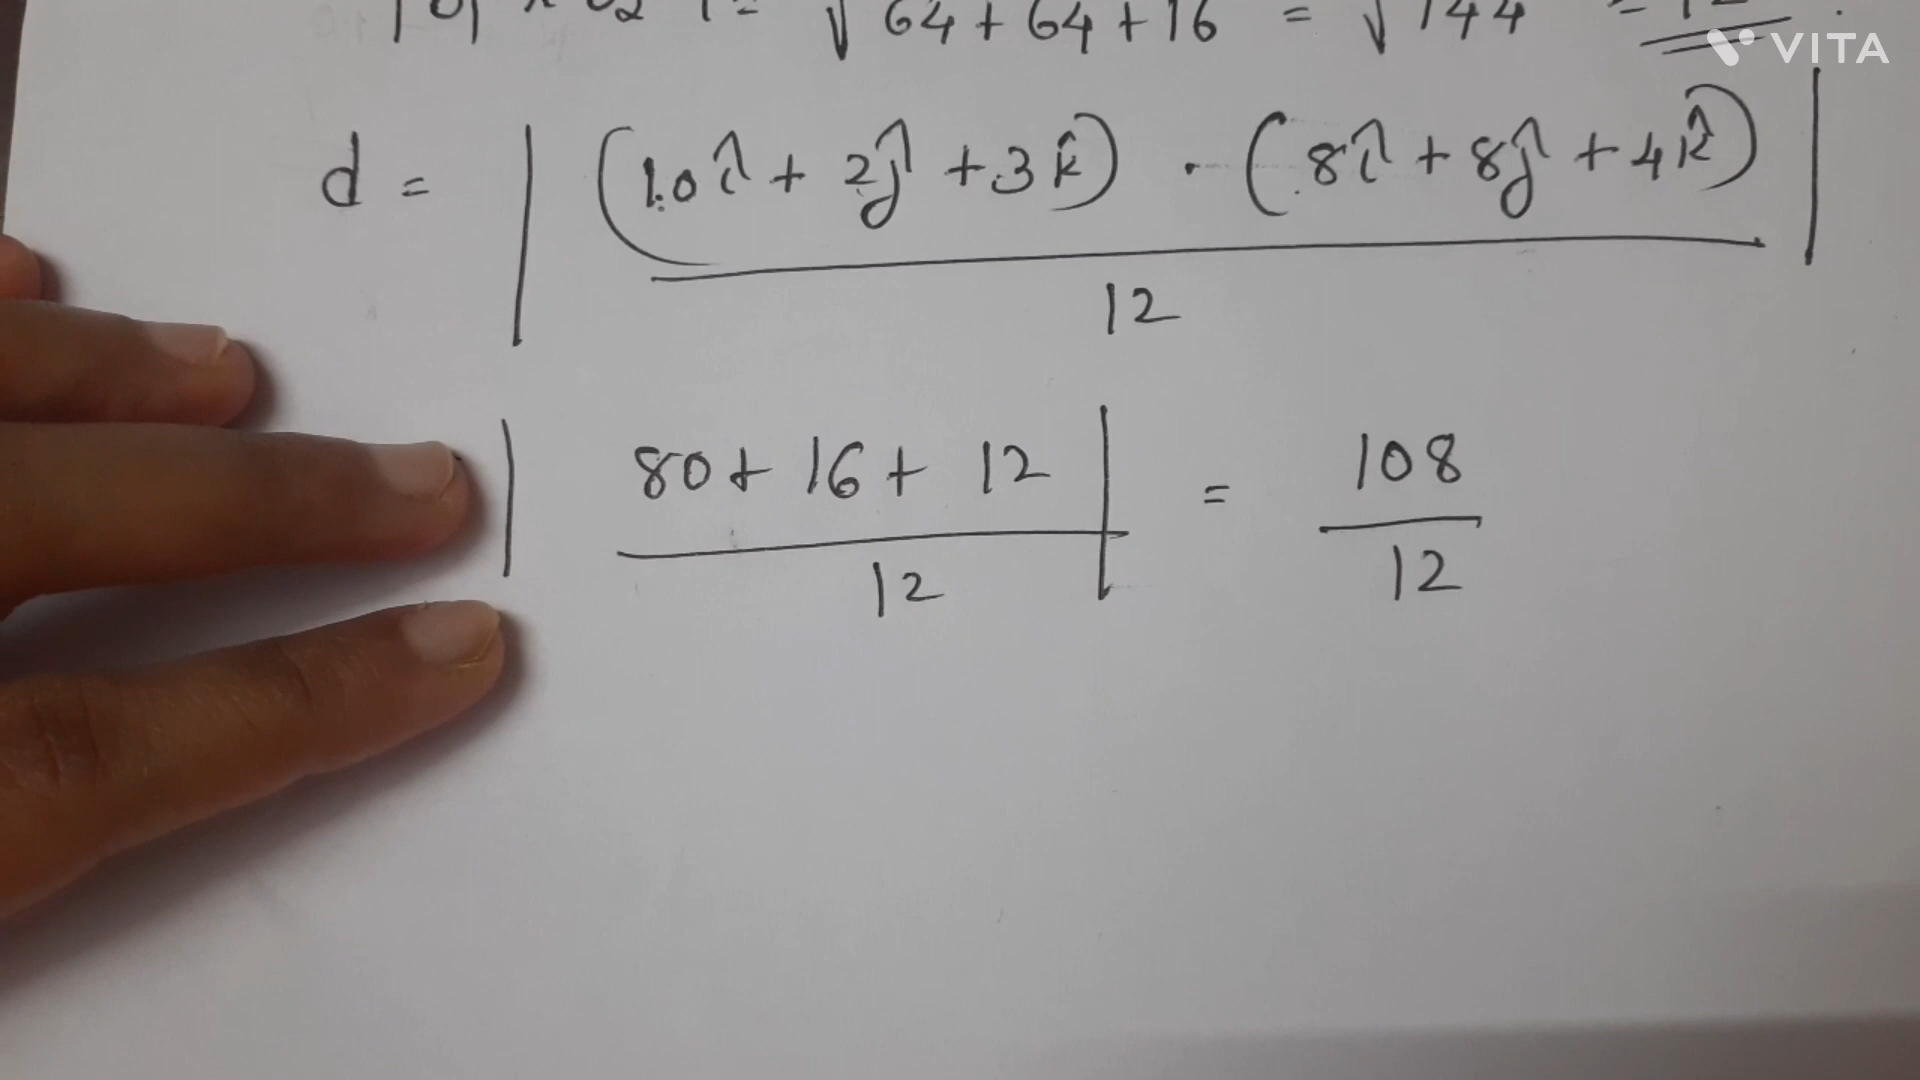 = √64 + 64 + 16 = √144 =
VITA
d = | (10î + 2ĵ + 3k̂) · (8î + 8ĵ + 4k̂) |
12
| 80 + 16 + 12 | = 108
12 12